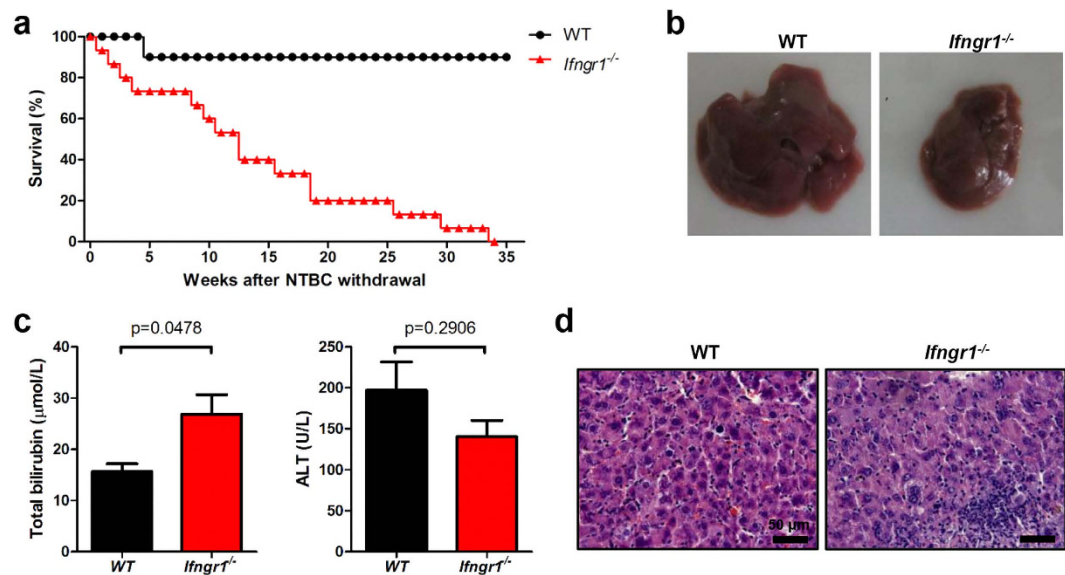 a
WT
Ifngr1-/-
Survival (%)
100
80
60
40
20
0
0 5 10 15 20 25 30 35
Weeks after NTBC withdrawal
b
WT Ifngr1-/-
c
p=0.0478
Total bilirubin (μmol/L)
40
30
20
10
0
WT Ifngr1-/-
p=0.2906
ALT (U/L)
250
200
150
100
50
0
WT Ifngr1-/-
d
WT Ifngr1-/-
50 μm